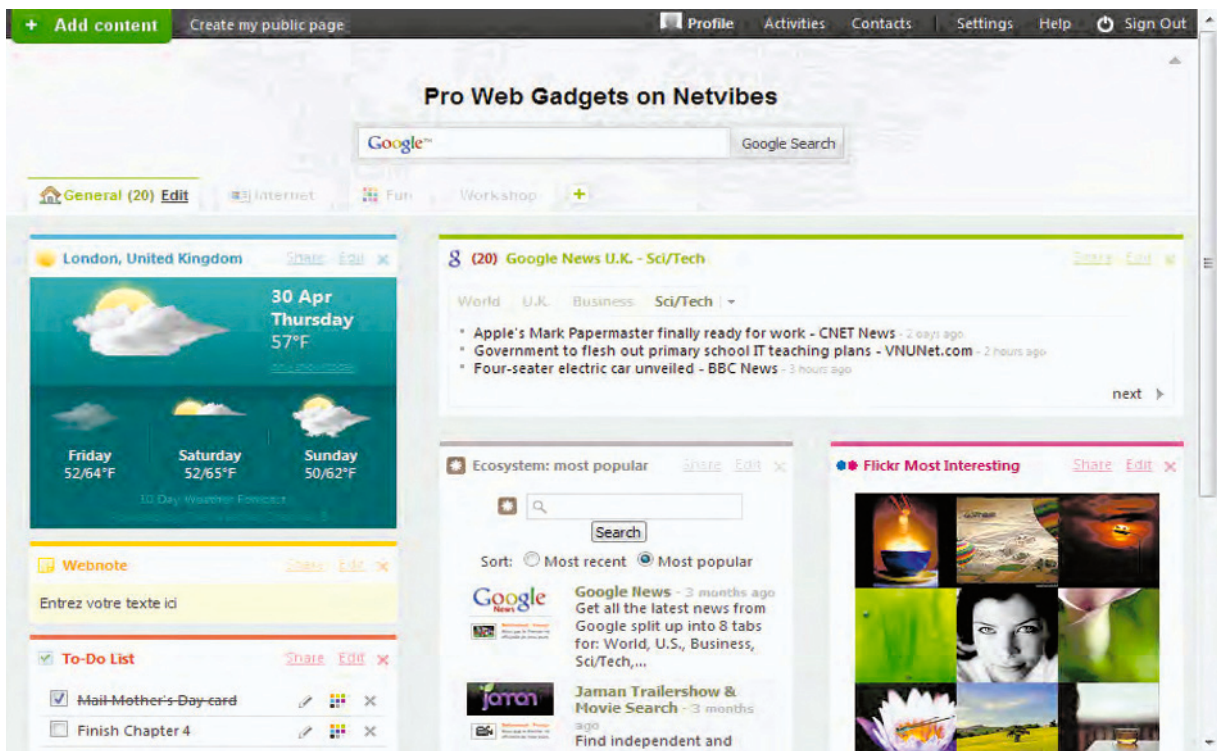 + Add content
Create my public page
Profile Activities Contacts Settings Help Sign Out
Pro Web Gadgets on Netvibes
Google™
Google Search
General (20) Edit
Internet
Fun
Workshop
+
London, United Kingdom
Share Edit
30 Apr
Thursday
57°F
Friday
52/64°F
Saturday
52/65°F
Sunday
50/62°F
10 Day Weather Forecast
Webnote
Share Edit
Entrez votre texte ici
To-Do List
Share Edit
Mail Mother's Day card
Finish Chapter 4
(20) Google News U.K. - Sci/Tech
Share Edit
World U.K. Business Sci/Tech
Apple's Mark Papermaster finally ready for work - CNET News - 2 days ago
Government to flesh out primary school IT teaching plans - VNUNet.com - 2 hours ago
Four-seater electric car unveiled - BBC News - 3 hours ago
next
Ecosystem: most popular
Share Edit
Search
Sort: Most recent Most popular
Google News
Google News - 3 months ago
Get all the latest news from
Google split up into 8 tabs
for: World, U.S., Business,
Sci/Tech,...
jaman
Jaman Trailershow &
Movie Search - 3 months
ago
Find independent and
Flickr Most Interesting
Share Edit